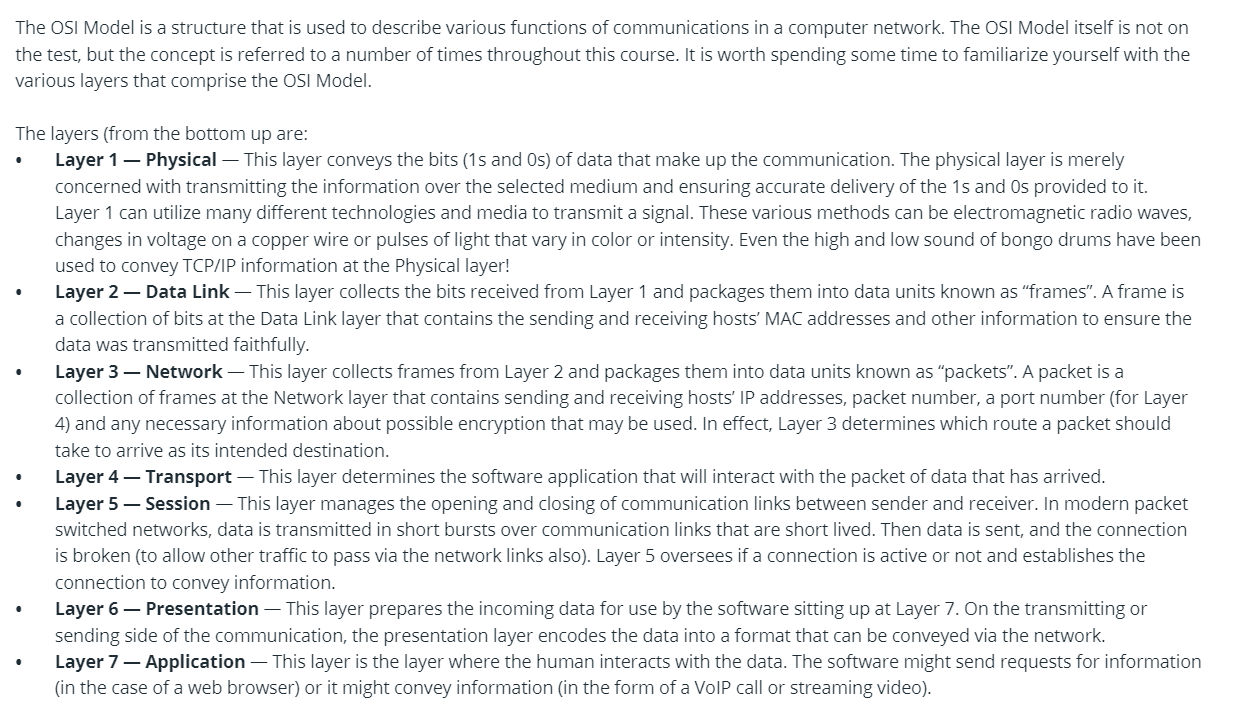 The OSI Model is a structure that is used to describe various functions of communications in a computer network. The OSI Model itself is not on
the test, but the concept is referred to a number of times throughout this course. It is worth spending some time to familiarize yourself with the
various layers that comprise the OSI Model.
The layers (from the bottom up are:
• Layer 1 — Physical — This layer conveys the bits (1s and 0s) of data that make up the communication. The physical layer is merely
concerned with transmitting the information over the selected medium and ensuring accurate delivery of the 1s and 0s provided to it.
Layer 1 can utilize many different technologies and media to transmit a signal. These various methods can be electromagnetic radio waves,
changes in voltage on a copper wire or pulses of light that vary in color or intensity. Even the high and low sound of bongo drums have been
used to convey TCP/IP information at the Physical layer!
• Layer 2 — Data Link — This layer collects the bits received from Layer 1 and packages them into data units known as “frames”. A frame is
a collection of bits at the Data Link layer that contains the sending and receiving hosts’ MAC addresses and other information to ensure the
data was transmitted faithfully.
• Layer 3 — Network — This layer collects frames from Layer 2 and packages them into data units known as “packets”. A packet is a
collection of frames at the Network layer that contains sending and receiving hosts’ IP addresses, packet number, a port number (for Layer
4) and any necessary information about possible encryption that may be used. In effect, Layer 3 determines which route a packet should
take to arrive as its intended destination.
• Layer 4 — Transport — This layer determines the software application that will interact with the packet of data that has arrived.
• Layer 5 — Session — This layer manages the opening and closing of communication links between sender and receiver. In modern packet
switched networks, data is transmitted in short bursts over communication links that are short lived. Then data is sent, and the connection
is broken (to allow other traffic to pass via the network links also). Layer 5 oversees if a connection is active or not and establishes the
connection to convey information.
• Layer 6 — Presentation — This layer prepares the incoming data for use by the software sitting up at Layer 7. On the transmitting or
sending side of the communication, the presentation layer encodes the data into a format that can be conveyed via the network.
• Layer 7 — Application — This layer is the layer where the human interacts with the data. The software might send requests for information
(in the case of a web browser) or it might convey information (in the form of a VoIP call or streaming video).